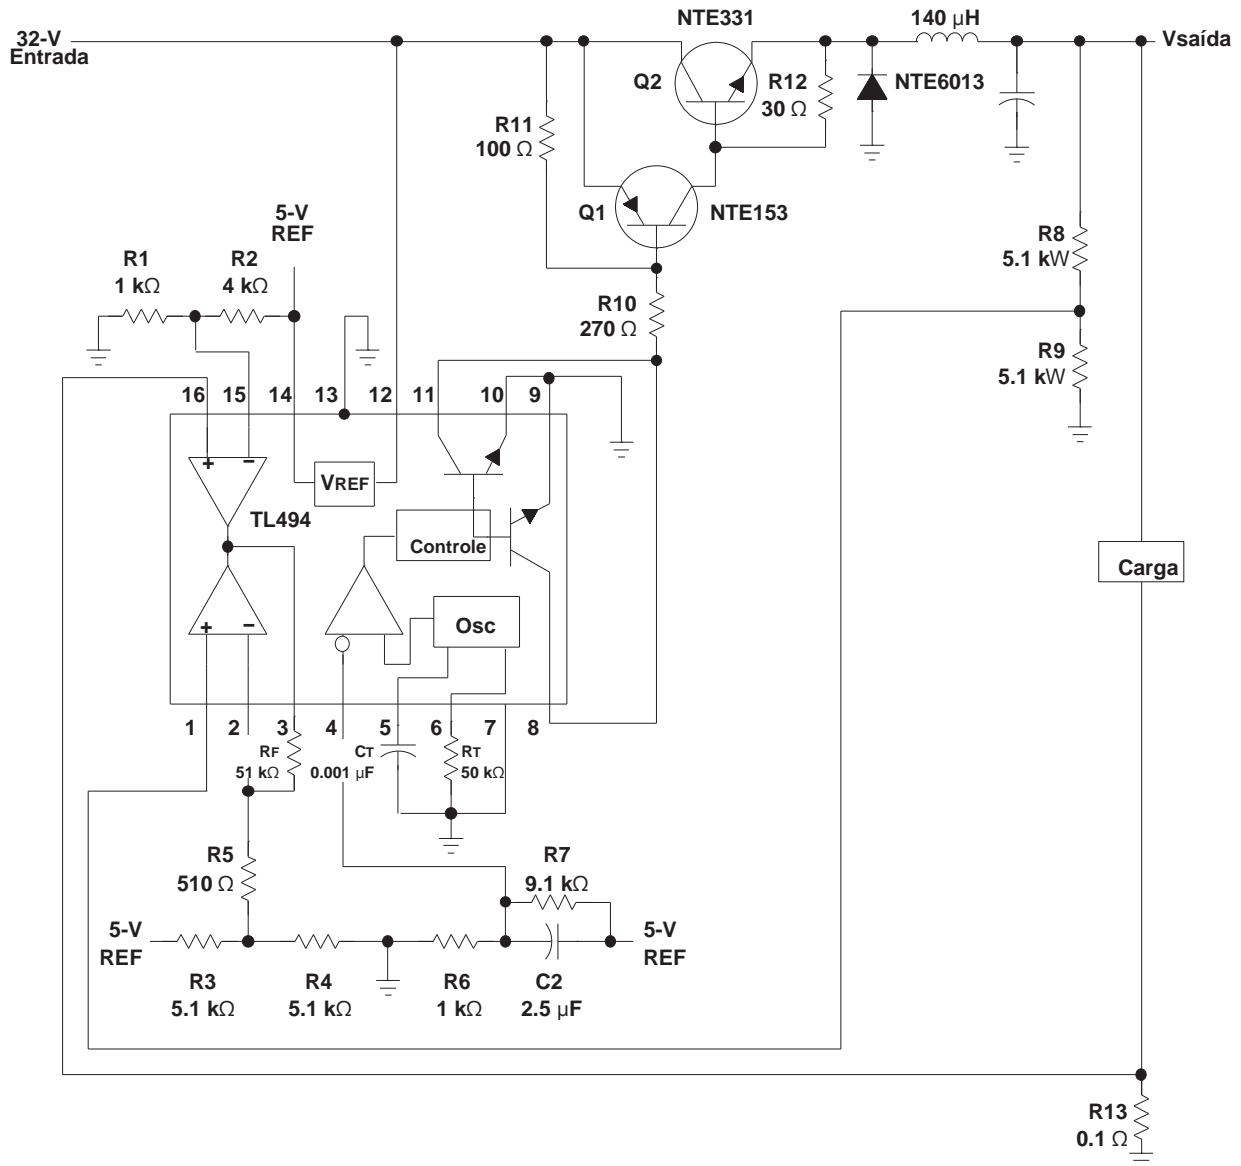 NTE331
140 µH
32-V
Entrada
Vsaída
Q2
R12
30 Ω
NTE6013
R11
100 Ω
Q1
NTE153
5-V
REF
R1
1 kΩ
R2
4 kΩ
R8
5.1 kW
R10
270 Ω
R9
5.1 kW
16 15 14 13 12 11 10 9
+ −
VREF
TL494
Controle
Carga
+ −
Osc
1 2 3 4 5 6 7 8
RF
51 kΩ
CT
0.001 µF
RT
50 kΩ
R5
510 Ω
R7
9.1 kΩ
5-V
REF
5-V
REF
R3
5.1 kΩ
R4
5.1 kΩ
R6
1 kΩ
C2
2.5 µF
R13
0.1 Ω